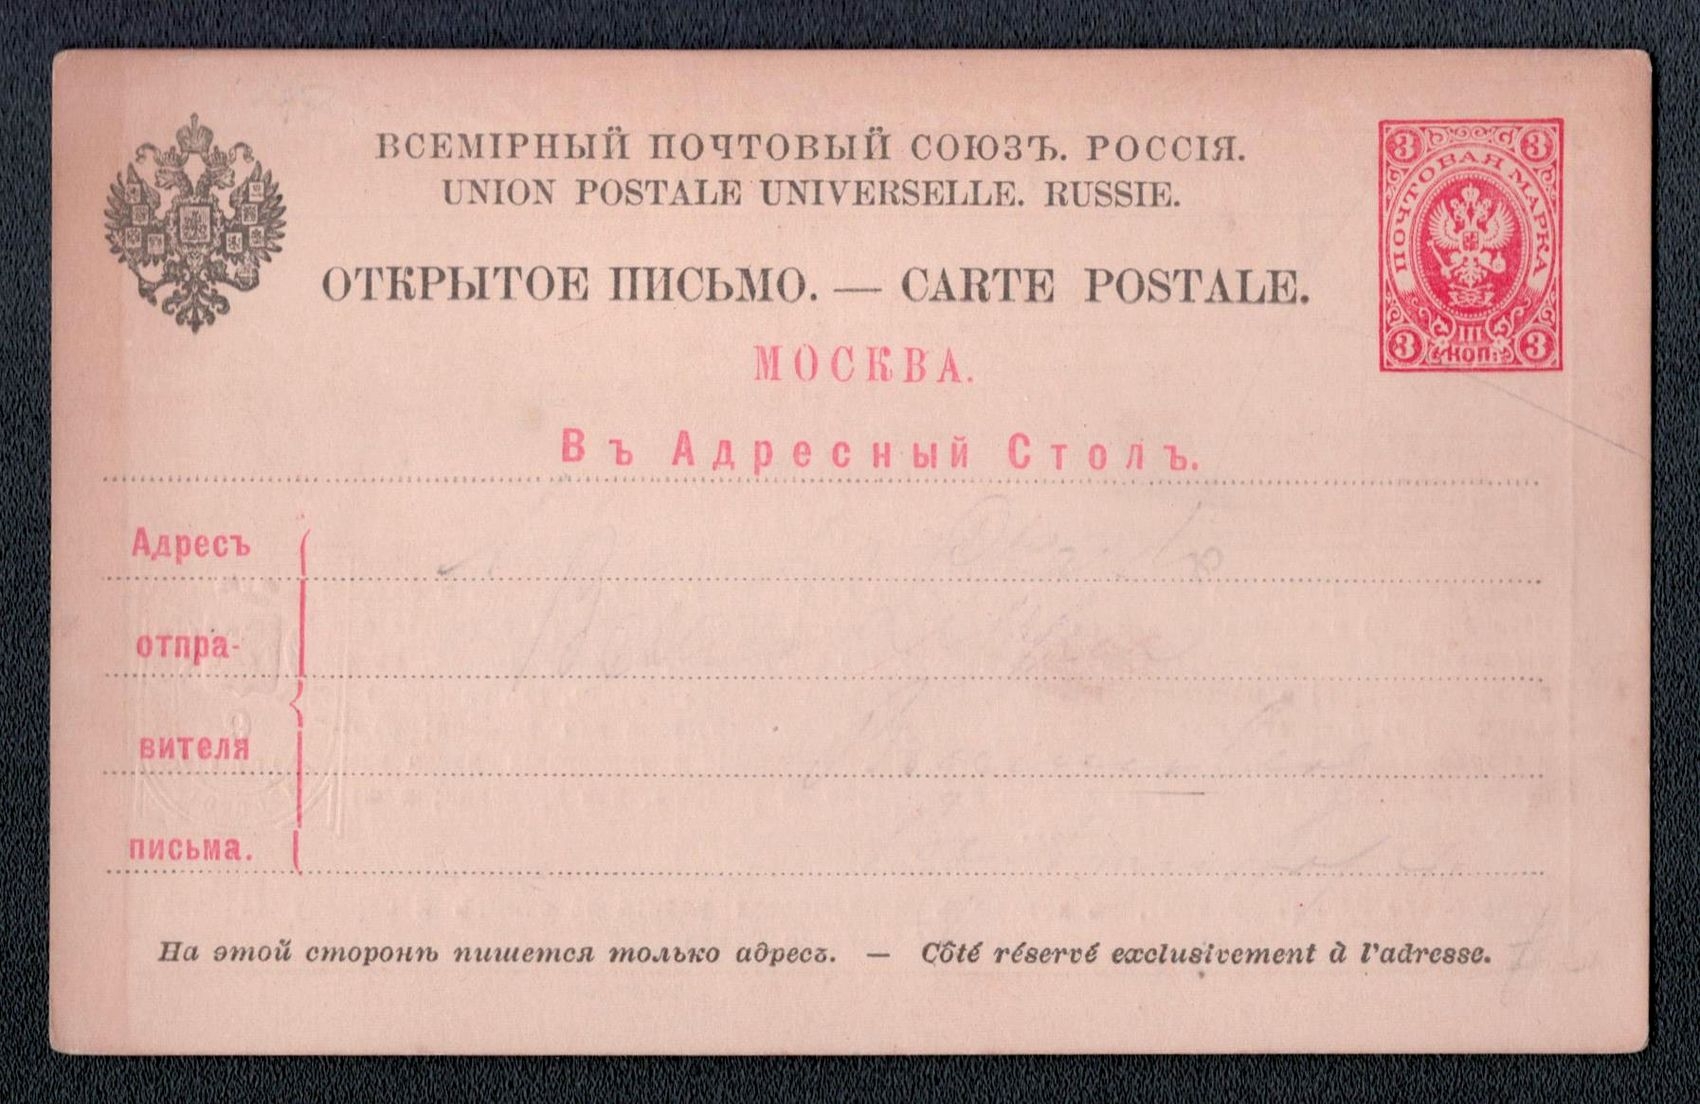 ВСЕМІРНЫЙ ПОЧТОВЫЙ СОЮЗЪ. РОССІЯ.
UNION POSTALE UNIVERSELLE. RUSSIE.
ОТКРЫТОЕ ПИСЬМО. — CARTE POSTALE.
3 3
ПОЧТОВАЯ МАРКА
III
3 КОП: 3
МОСКВА.
Въ Адресный Столъ.
Адресъ
отпра-
вителя
письма.
На этой сторонѣ пишется только адресъ. — Côté réservé exclusivement à l'adresse.